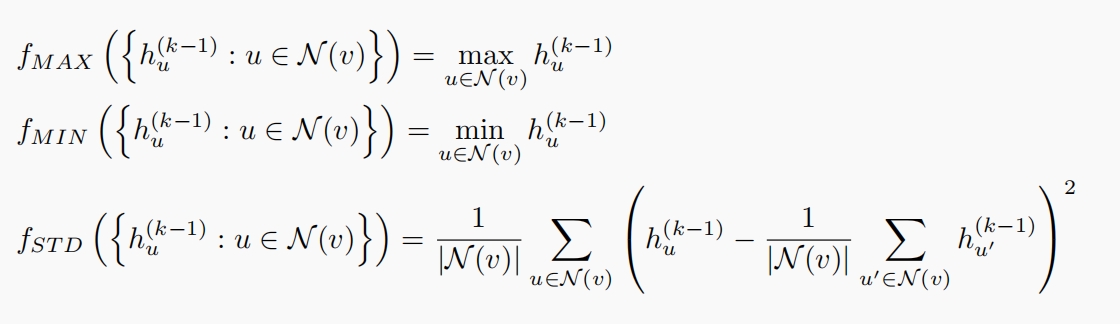 f_{MAX} \left( \left\{ h_u^{(k-1)} : u \in \mathcal{N}(v) \right\} \right) = \max_{u \in \mathcal{N}(v)} h_u^{(k-1)}
f_{MIN} \left( \left\{ h_u^{(k-1)} : u \in \mathcal{N}(v) \right\} \right) = \min_{u \in \mathcal{N}(v)} h_u^{(k-1)}
f_{STD} \left( \left\{ h_u^{(k-1)} : u \in \mathcal{N}(v) \right\} \right) = \frac{1}{|\mathcal{N}(v)|} \sum_{u \in \mathcal{N}(v)} \left( h_u^{(k-1)} - \frac{1}{|\mathcal{N}(v)|} \sum_{u' \in \mathcal{N}(v)} h_{u'}^{(k-1)} \right)^2